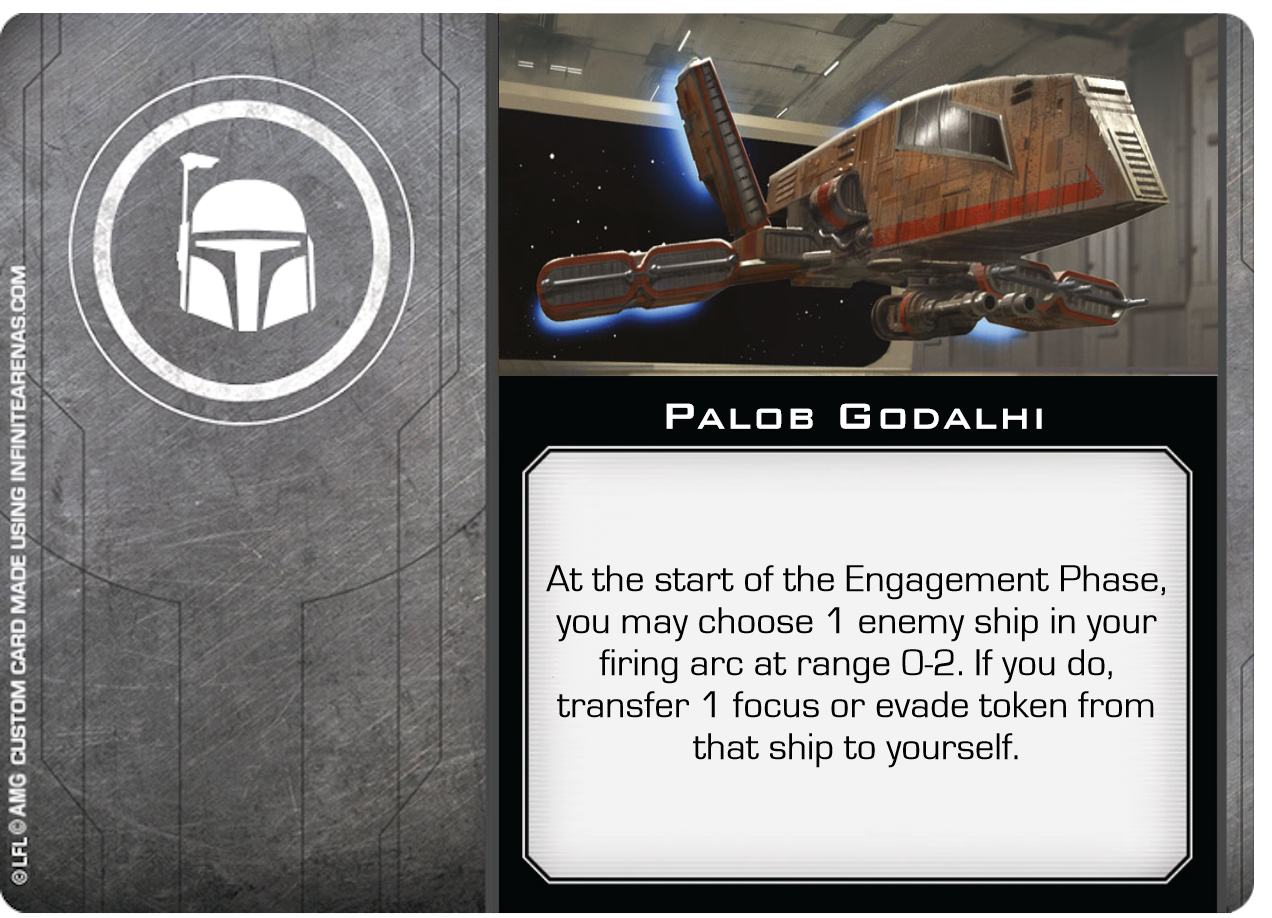 Palob Godalhi
At the start of the Engagement Phase,
you may choose 1 enemy ship in your
firing arc at range 0-2. If you do,
transfer 1 focus or evade token from
that ship to yourself.
©LFL ©AMG CUSTOM CARD MADE USING INFINITEARENAS.COM